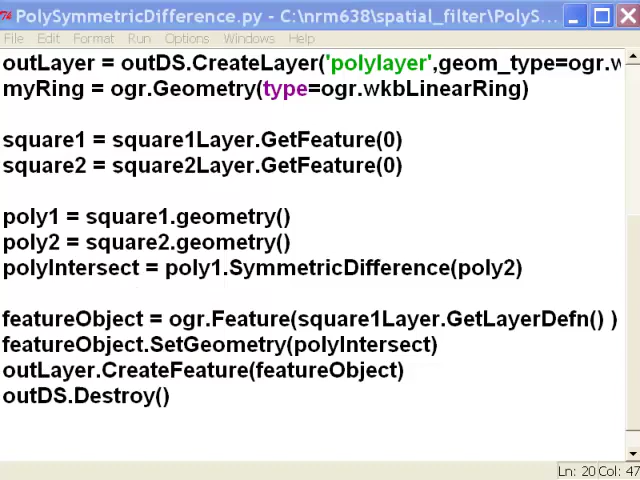 PolySymmetricDifference.py - C:\nrm638\spatial_filter\PolyS...
File Edit Format Run Options Windows Help
outLayer = outDS.CreateLayer('polylayer',geom_type=ogr.w
myRing = ogr.Geometry(type=ogr.wkbLinearRing)
square1 = square1Layer.GetFeature(0)
square2 = square2Layer.GetFeature(0)
poly1 = square1.geometry()
poly2 = square2.geometry()
polyIntersect = poly1.SymmetricDifference(poly2)
featureObject = ogr.Feature(square1Layer.GetLayerDefn() )
featureObject.SetGeometry(polyIntersect)
outLayer.CreateFeature(featureObject)
outDS.Destroy()
Ln: 20 Col: 47